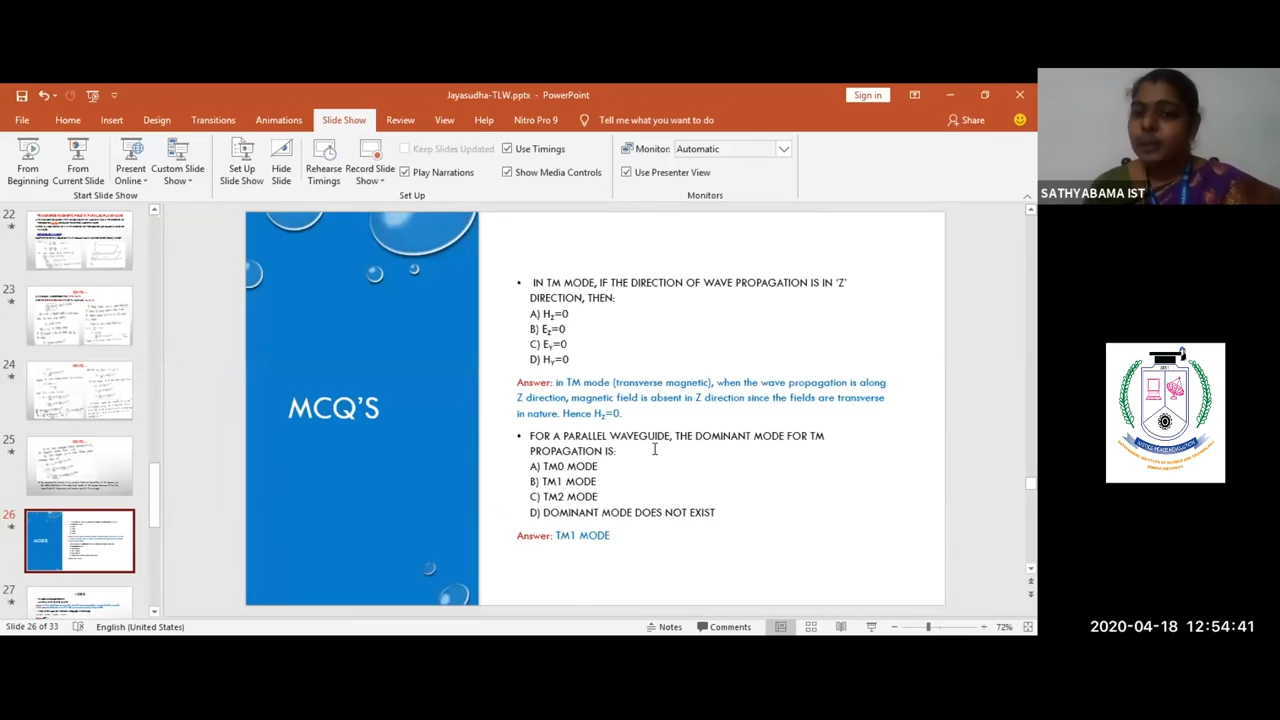 Jayasudha-TLW.pptx - PowerPoint
Sign in
File Home Insert Design Transitions Animations Slide Show Review View Help Nitro Pro 9 Tell me what you want to do
Share
From Beginning
From Current Slide
Present Online
Custom Slide Show
Set Up Slide Show
Hide Slide
Rehearse Timings
Record Slide Show
Keep Slides Updated
Play Narrations
Use Timings
Show Media Controls
Monitor: Automatic
Use Presenter View
Start Slide Show
Set Up
Monitors
SATHYABAMA IST
22
23
24
25
26
27
MCQ'S
• IN TM MODE, IF THE DIRECTION OF WAVE PROPAGATION IS IN ‘Z’
DIRECTION, THEN:
A) HZ=0
B) EZ=0
C) EY=0
D) HY=0
Answer: in TM mode (transverse magnetic), when the wave propagation is along
Z direction, magnetic field is absent in Z direction since the fields are transverse
in nature. Hence HZ=0.
• FOR A PARALLEL WAVEGUIDE, THE DOMINANT MODE FOR TM
PROPAGATION IS:
A) TM0 MODE
B) TM1 MODE
C) TM2 MODE
D) DOMINANT MODE DOES NOT EXIST
Answer: TM1 MODE
Slide 26 of 33
English (United States)
Notes
Comments
72%
2020-04-18 12:54:41